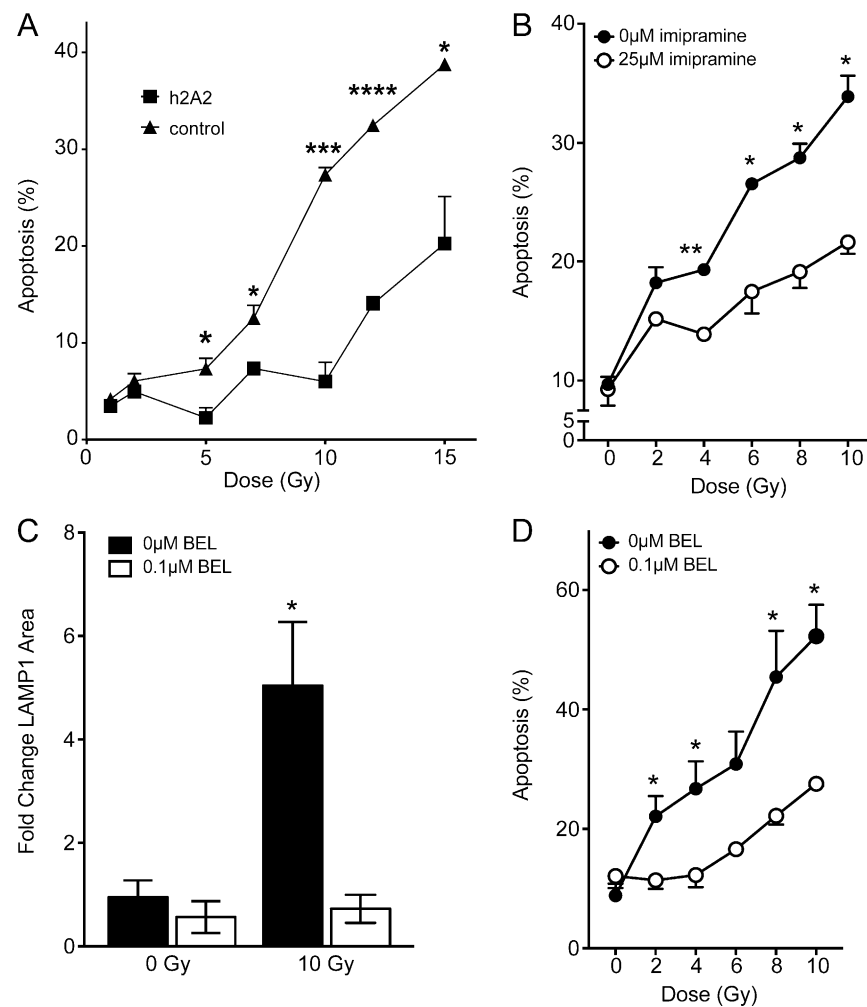 A
40
30
20
10
0
0
5
10
15
Apoptosis (%)
Dose (Gy)
h2A2
control
*
*
***
****
*
B
40
30
20
10
5
0
0
2
4
6
8
10
Apoptosis (%)
Dose (Gy)
0µM imipramine
25µM imipramine
**
*
*
*
C
8
6
4
2
0
Fold Change LAMP1 Area
0µM BEL
0.1µM BEL
*
0 Gy
10 Gy
D
60
40
20
0
0
2
4
6
8
10
Apoptosis (%)
Dose (Gy)
0µM BEL
0.1µM BEL
*
*
*
*